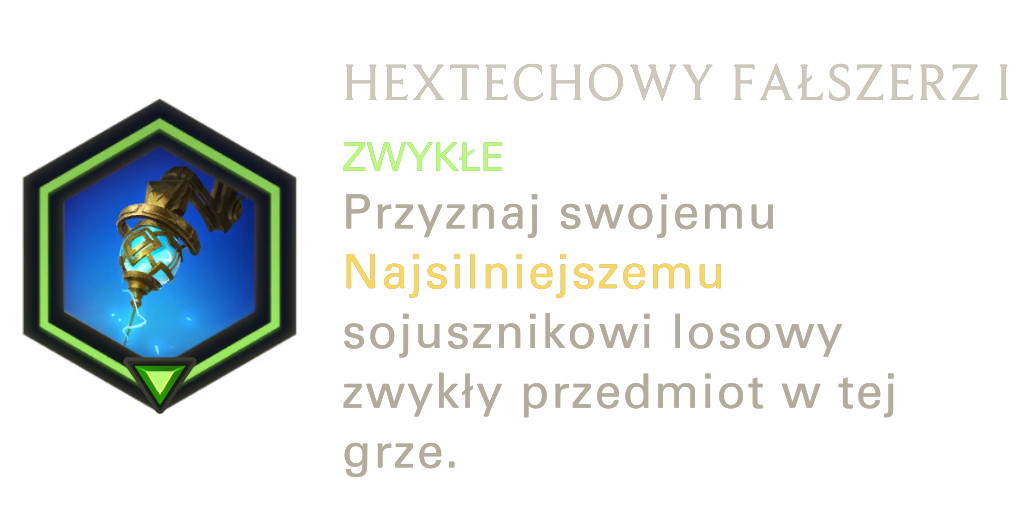 HEXTECHOWY FAŁSZERZ I
ZWYKŁE
Przyznaj swojemu
Najsilniejszemu
sojusznikowi losowy
zwykły przedmiot w tej
grze.